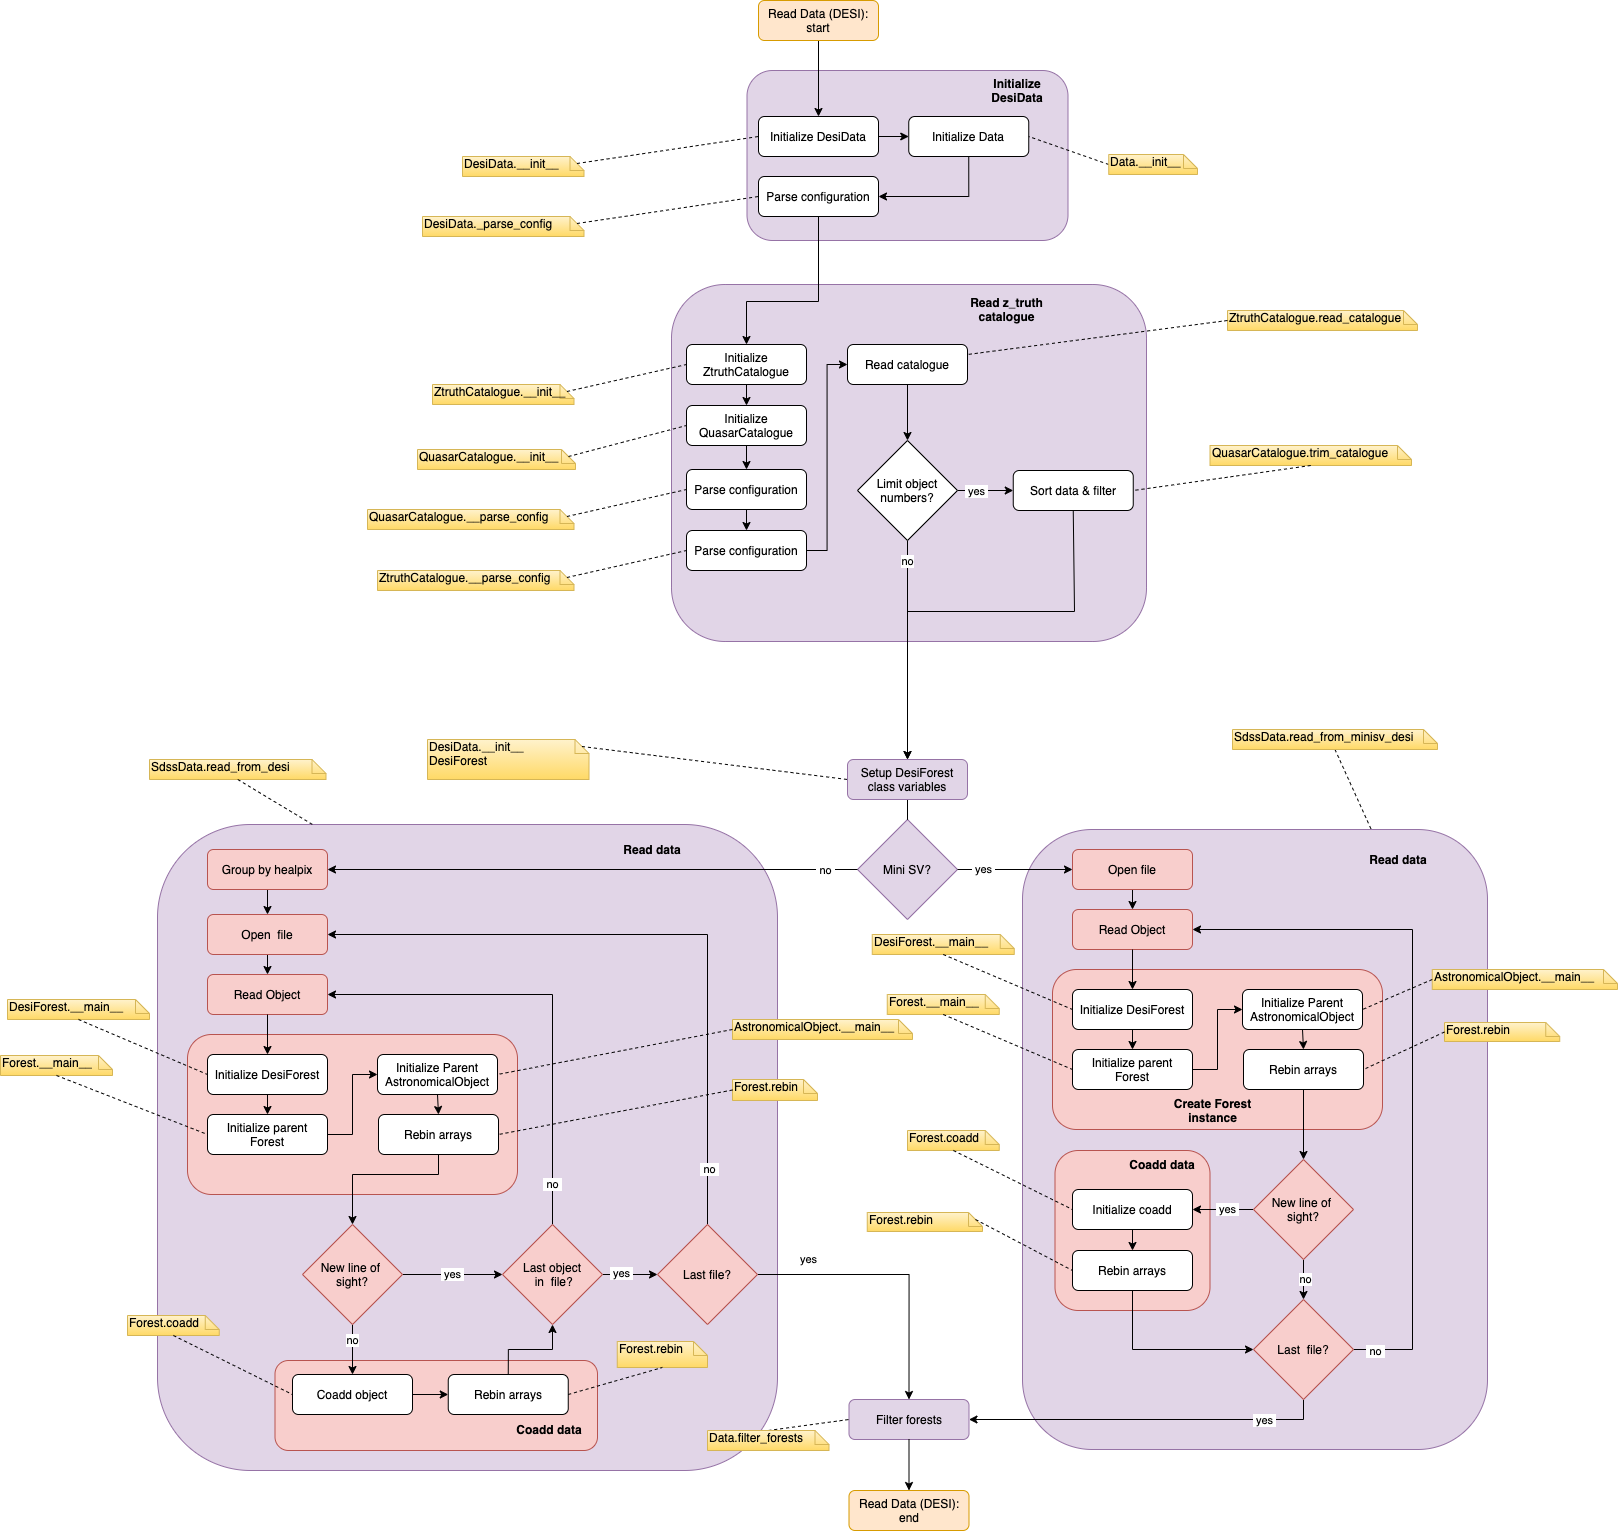 Read Data (DESI):
start
Initialize
DesiData
Initialize DesiData
Initialize Data
DesiData.__init__
Data.__init__
Parse configuration
DesiData._parse_config
Read z_truth
catalogue
ZtruthCatalogue.read_catalogue
Initialize
ZtruthCatalogue
Read catalogue
ZtruthCatalogue.__init__
Initialize
QuasarCatalogue
QuasarCatalogue.__init__
QuasarCatalogue.trim_catalogue
Parse configuration
Limit object
numbers?
yes
Sort data & filter
QuasarCatalogue.__parse_config
Parse configuration
no
ZtruthCatalogue.__parse_config
SdssData.read_from_minisv_desi
DesiData.__init__
DesiForest
SdssData.read_from_desi
Setup DesiForest
class variables
Read data
Read data
Group by healpix
no
Mini SV?
yes
Open file
Open  file
Read Object
DesiForest.__main__
Read Object
AstronomicalObject.__main__
DesiForest.__main__
Forest.__main__
Initialize DesiForest
Initialize Parent
AstronomicalObject
AstronomicalObject.__main__
Forest.rebin
Forest.__main__
Initialize DesiForest
Initialize Parent
AstronomicalObject
Initialize parent
Forest
Rebin arrays
Forest.rebin
Create Forest
instance
Initialize parent
Forest
Rebin arrays
Forest.coadd
no
no
Coadd data
Initialize coadd
yes
New line of
sight?
Forest.rebin
New line of
sight?
yes
Last object
in  file?
yes
Last file?
yes
Rebin arrays
no
Forest.coadd
no
Forest.rebin
Last  file?
no
Coadd object
Rebin arrays
Coadd data
Data.filter_forests
Filter forests
yes
Read Data (DESI):
end